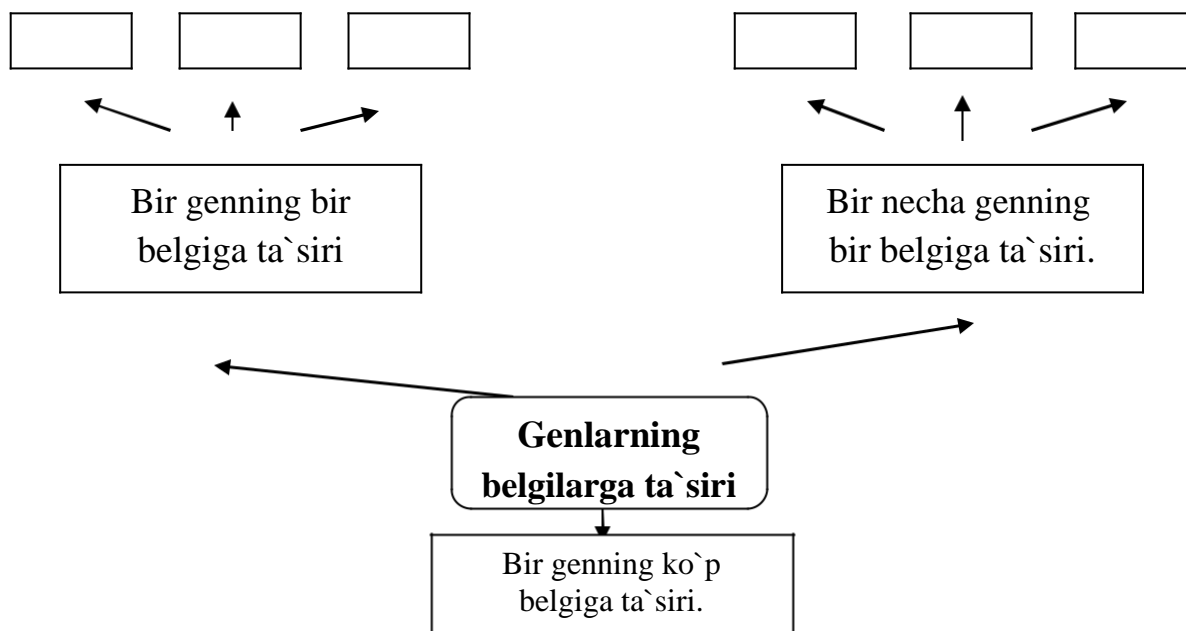 Bir genning bir
belgiga ta`siri
Bir necha genning
bir belgiga ta`siri.
Genlarning
belgilarga ta`siri
Bir genning ko`p
belgiga ta`siri.